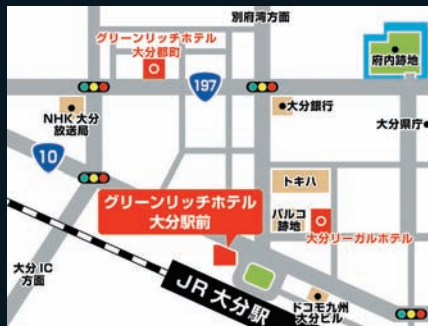 別府湾方面
グリーンリッチホテル
大分都町
府内跡地
197
大分銀行
NHK 大分
放送局
大分県庁
10
トキハ
グリーンリッチホテル
大分駅前
パルコ
跡地
大分リーガルホテル
大分IC
方面
JR 大分駅
ドコモ九州
大分ビル